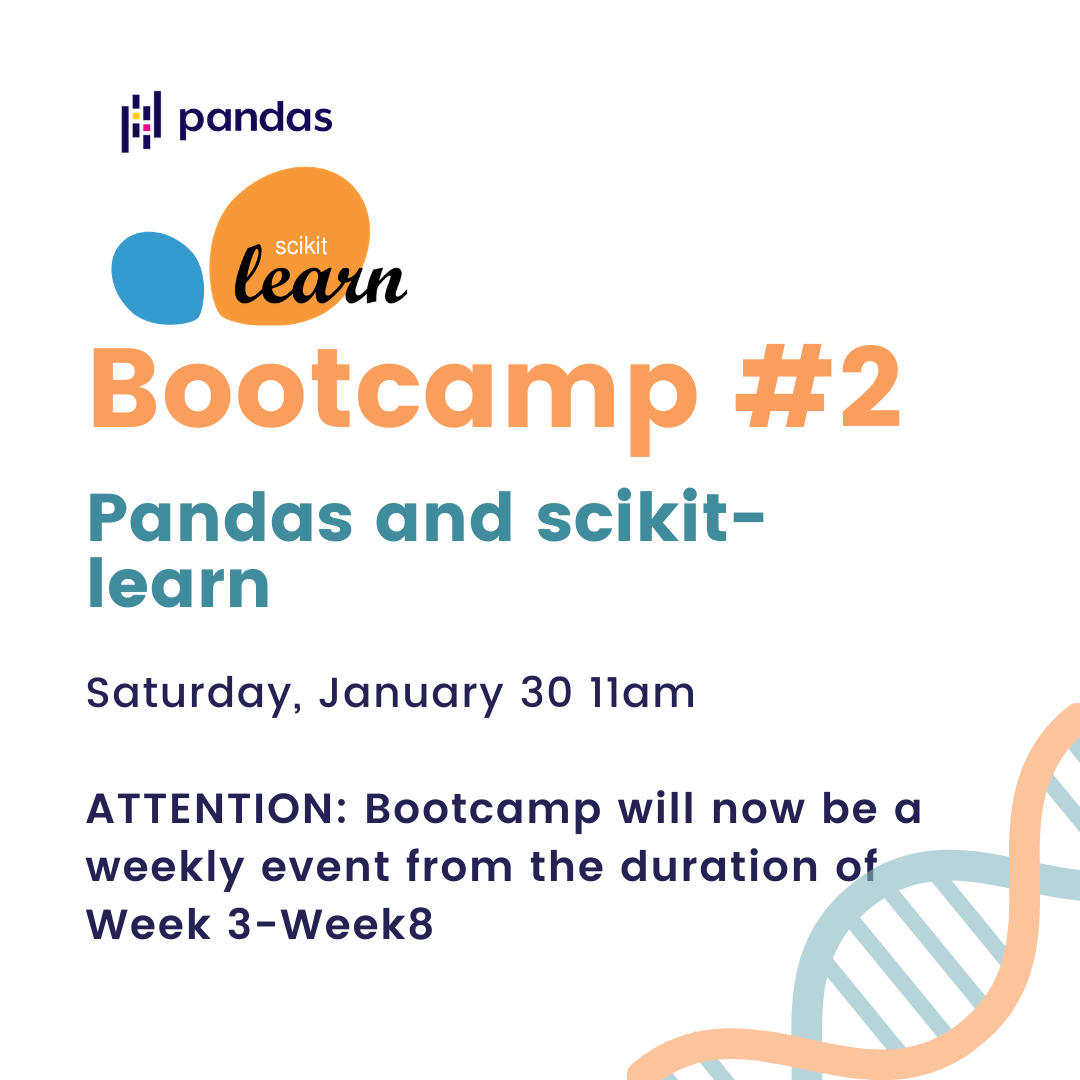 pandas
scikit
learn
Bootcamp #2
Pandas and scikit-
learn
Saturday, January 30 11am
ATTENTION: Bootcamp will now be a
weekly event from the duration of
Week 3-Week8